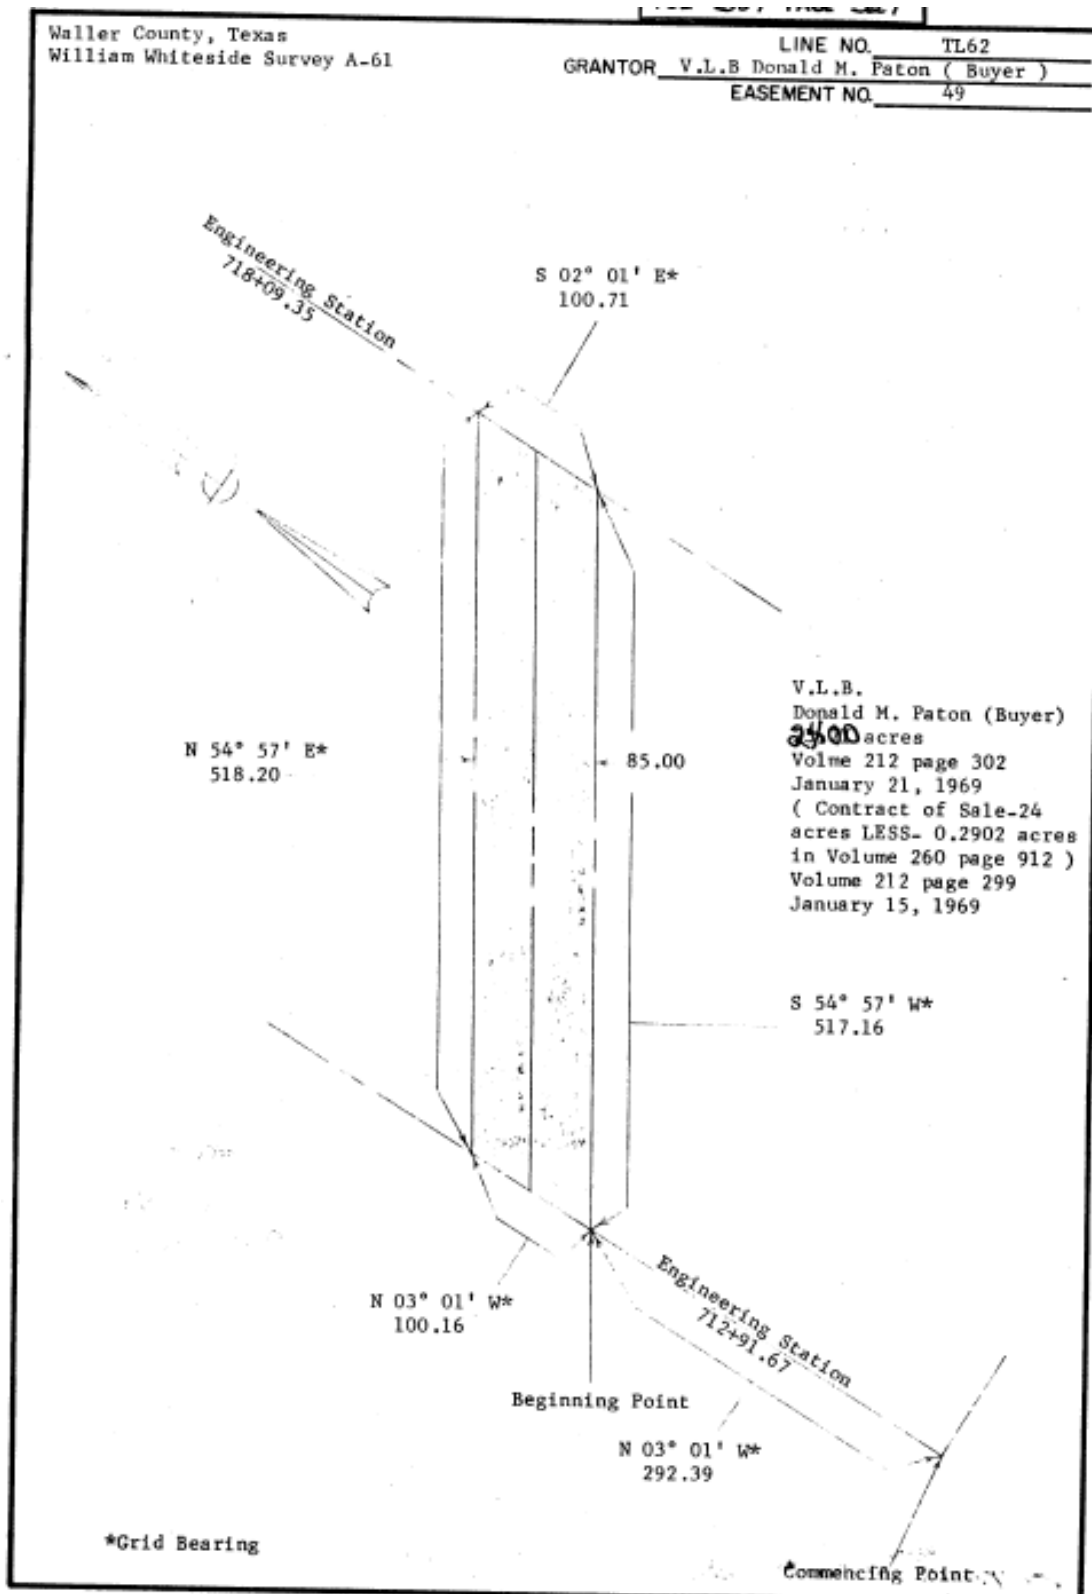 Waller County, Texas
William Whiteside Survey A-61
LINE NO. TL62
GRANTOR V.L.B Donald M. Paton ( Buyer )
EASEMENT NO. 49
Engineering Station
718+09.35
S 02° 01' E*
100.71
N 54° 57' E*
518.20
85.00
V.L.B.
Donald M. Paton (Buyer)
acres
Volme 212 page 302
January 21, 1969
( Contract of Sale-24
acres LESS- 0.2902 acres
in Volume 260 page 912 )
Volume 212 page 299
January 15, 1969
S 54° 57' W*
517.16
N 03° 01' W*
100.16
Engineering Station
712+91.67
Beginning Point
N 03° 01' W*
292.39
*Grid Bearing
Commencing Point